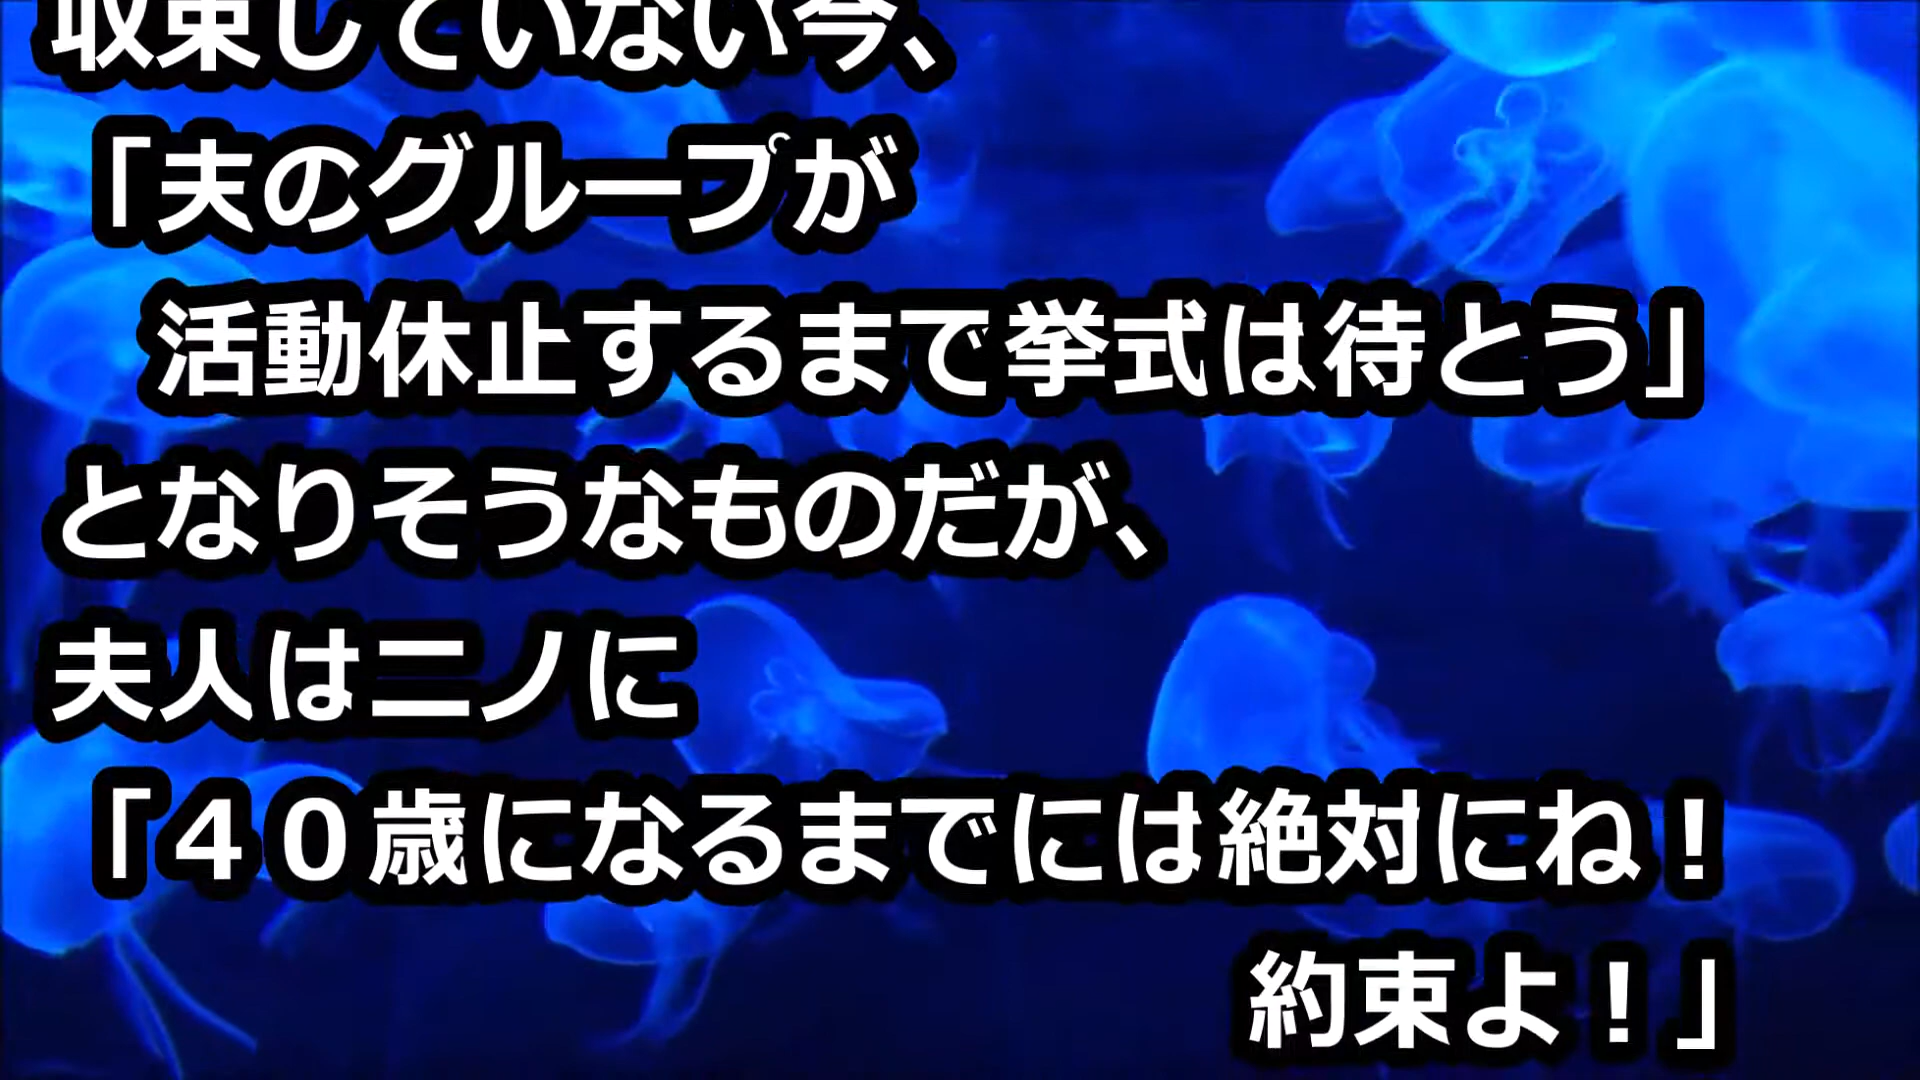 収束していない今、
「夫のグループが
活動休止するまで挙式は待とう」
となりそうなものだが、
夫人は二ノに
「４０歳になるまでには絶対にね！
約束よ！」